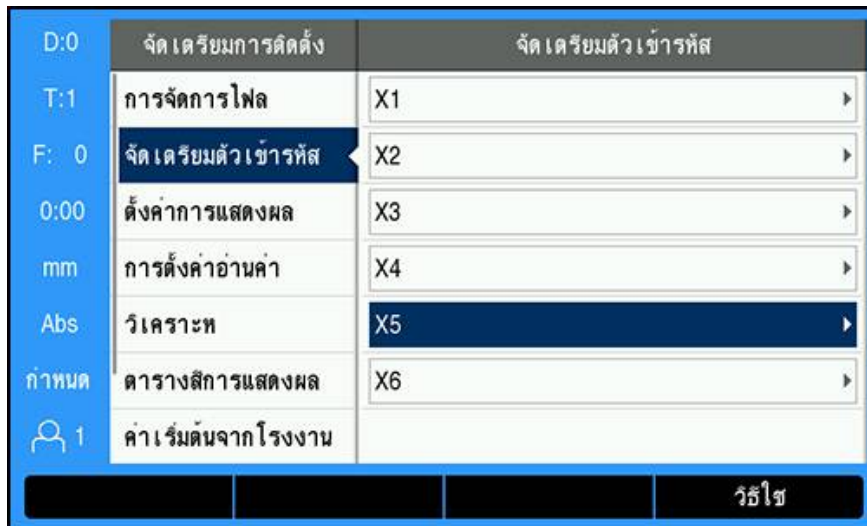 D:0
จัดเตรียมการติดตั้ง
จัดเตรียมตัวเข้ารหัส
T:1
การจัดการไฟล
X1
F: 0
จัดเตรียมตัวเข้ารหัส
X2
0:00
ตั้งค่าการแสดงผล
X3
mm
การตั้งค่าอ่านค่า
X4
Abs
วิเคราะห
X5
กำหนด
ตารางสีการแสดงผล
X6
1
ค่าเริ่มต้นจากโรงงาน
วิธีใช